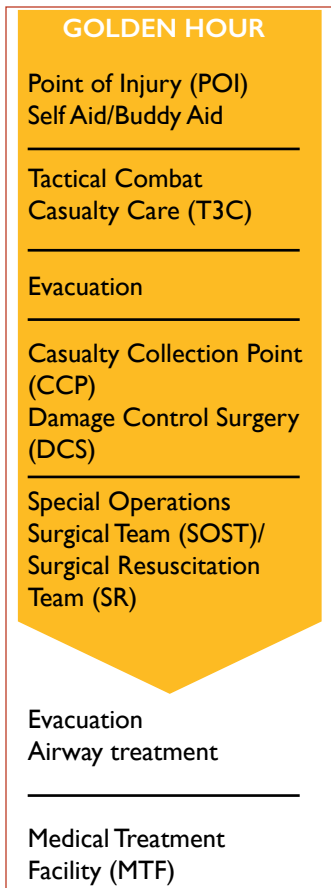 GOLDEN HOUR
Point of Injury (POI)
Self Aid/Buddy Aid
Tactical Combat
Casualty Care (T3C)
Evacuation
Casualty Collection Point
(CCP)
Damage Control Surgery
(DCS)
Special Operations
Surgical Team (SOST)/
Surgical Resuscitation
Team (SR)
Evacuation
Airway treatment
Medical Treatment
Facility (MTF)